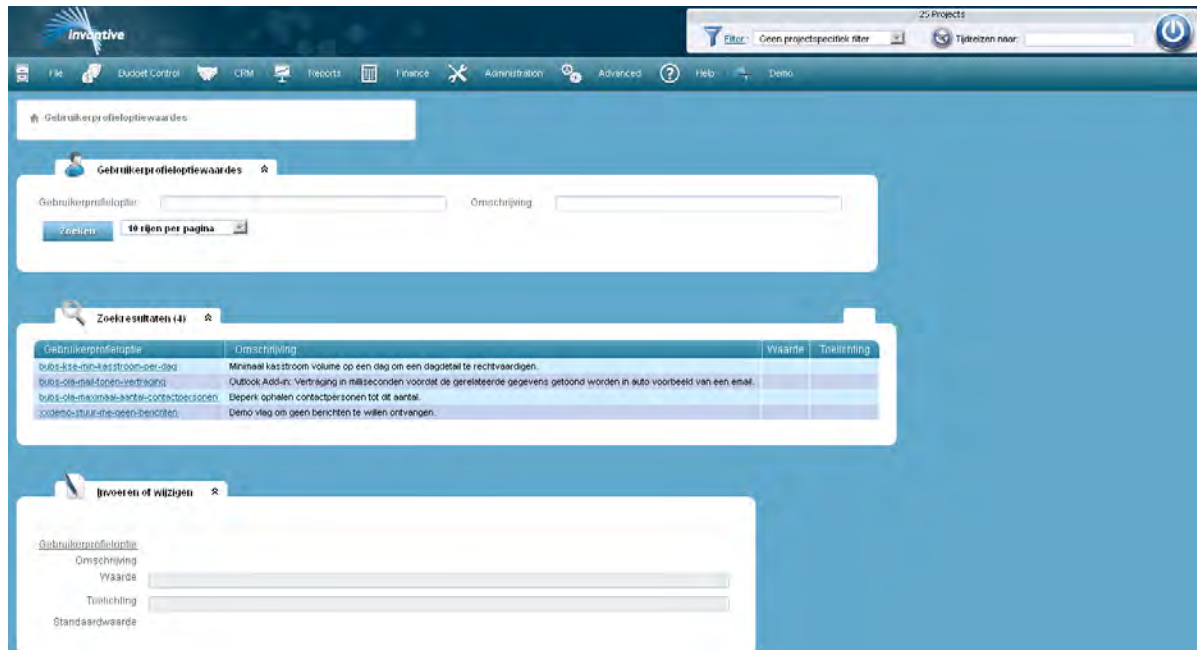 25 Projects
invantive
Filter: Geen projectspecifiek filter
Tijdreizen naar:
File Budget Control CRM Reports Finance Administration Advanced Help Demo
Gebruikerprofieloptiewaardes
Gebruikerprofieloptiewaardes
Gebruikerprofieloptie Omschrijving
Zoeken 10 rijen per pagina
Zoekresultaten (4)
Gebruikerprofieloptie Omschrijving Waarde Toelichting
bubs-kse-min-kasstroom-per-dag Minimaal kasstroom volume op een dag om een dagdetail te rechtvaardigen.
bubs-ola-mail-tonen-vertraging Outlook Add-in: Vertraging in milliseconden voordat de gerelateerde gegevens getoond worden in auto voorbeeld van een email.
bubs-ola-maximaal-aantal-contactpersonen Beperk ophalen contactpersonen tot dit aantal.
xxdemo-stuur-me-geen-berichten Demo vlag om geen berichten te willen ontvangen.
Invoeren of wijzigen
Gebruikerprofieloptie
Omschrijving
Waarde
Toelichting
Standaardwaarde